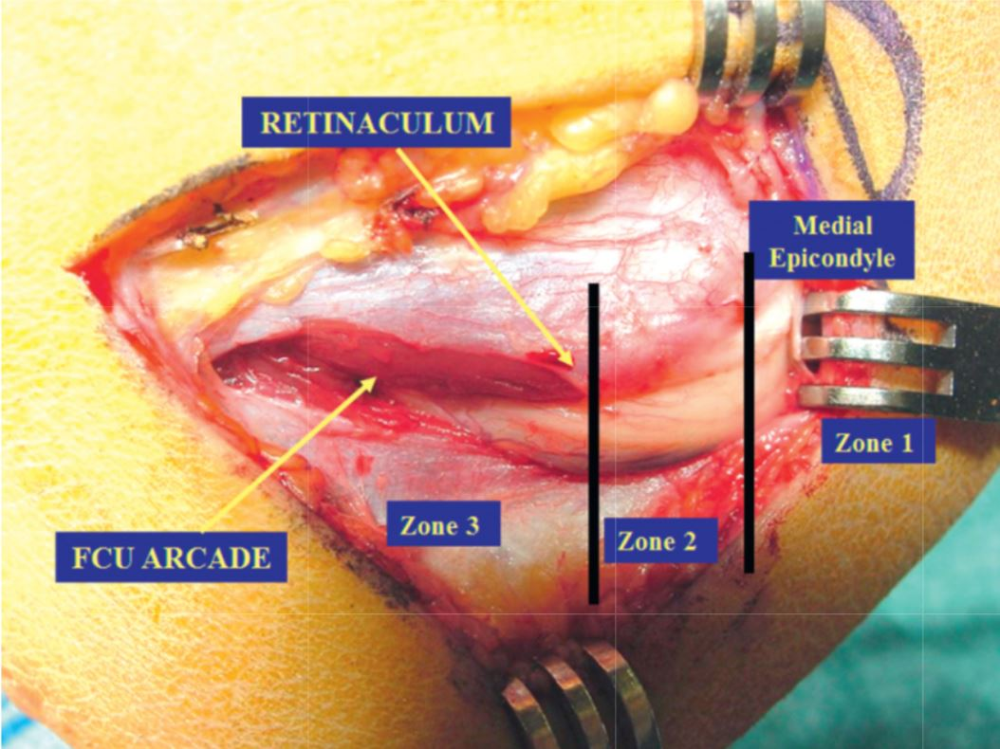 RETINACULUM
Medial
Epicondyle
Zone 1
Zone 3
Zone 2
FCU ARCADE